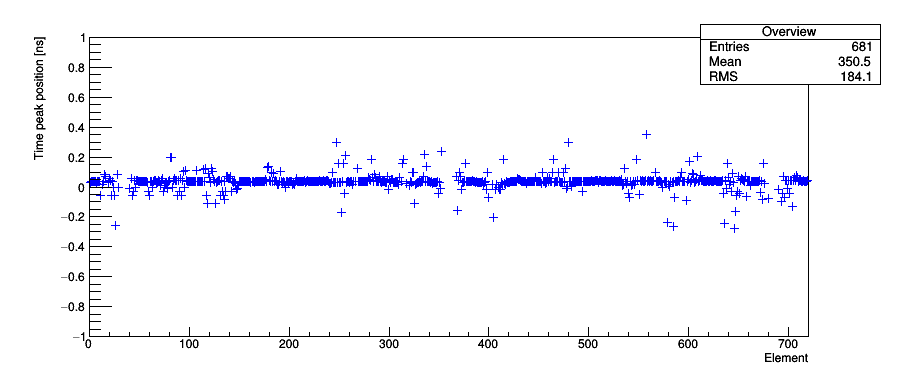 Overview
Entries 681
Mean 350.5
RMS 184.1
Time peak position [ns]
1
0.8
0.6
0.4
0.2
0
−0.2
−0.4
−0.6
−0.8
−1
0 100 200 300 400 500 600 700
Element